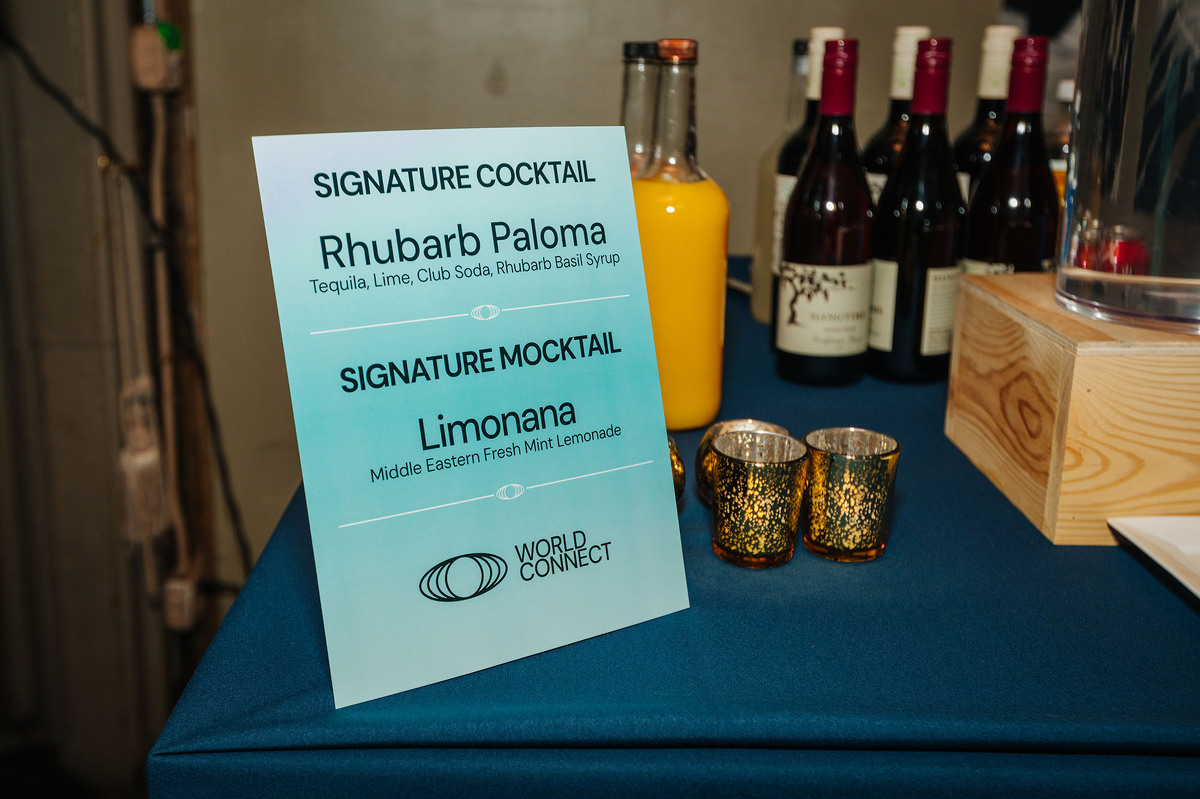 SIGNATURE COCKTAIL
Rhubarb Paloma
Tequila, Lime, Club Soda, Rhubarb Basil Syrup
SIGNATURE MOCKTAIL
Limonana
Middle Eastern Fresh Mint Lemonade
WORLD
CONNECT
HANGTIME